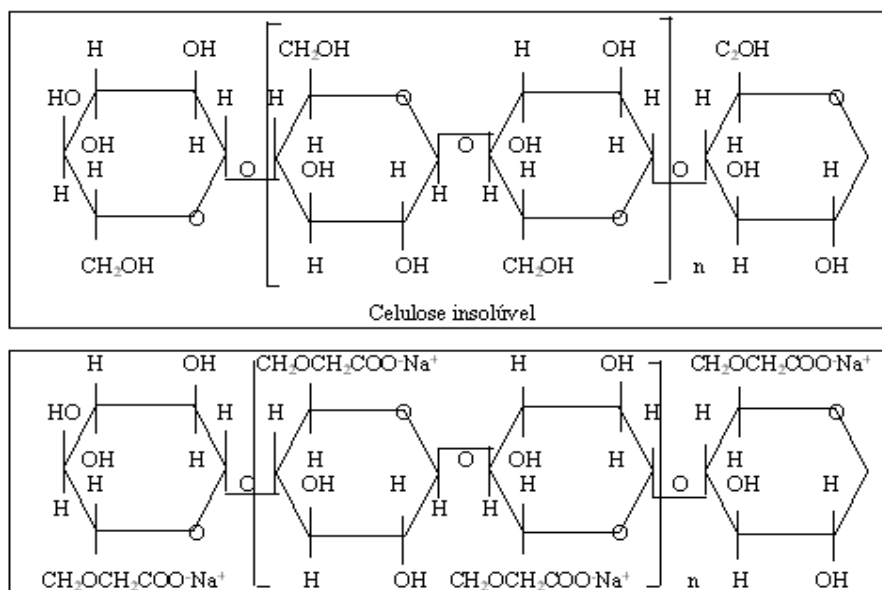 H OH CH₂OH H OH C₂OH
HO H H O H H O
OH H H OH H H
H O OH H O H O OH H
H H H
O O
CH₂OH H OH CH₂OH n H OH
Celulose insolúvel
H OH CH₂OCH₂COO⁻Na⁺ H OH CH₂OCH₂COO⁻Na⁺
HO H H O H H O
OH H H OH H H
H O OH H O H O OH H
H H H
O O
CH₂OCH₂COO⁻Na⁺ H OH CH₂OCH₂COO⁻Na⁺ n H OH